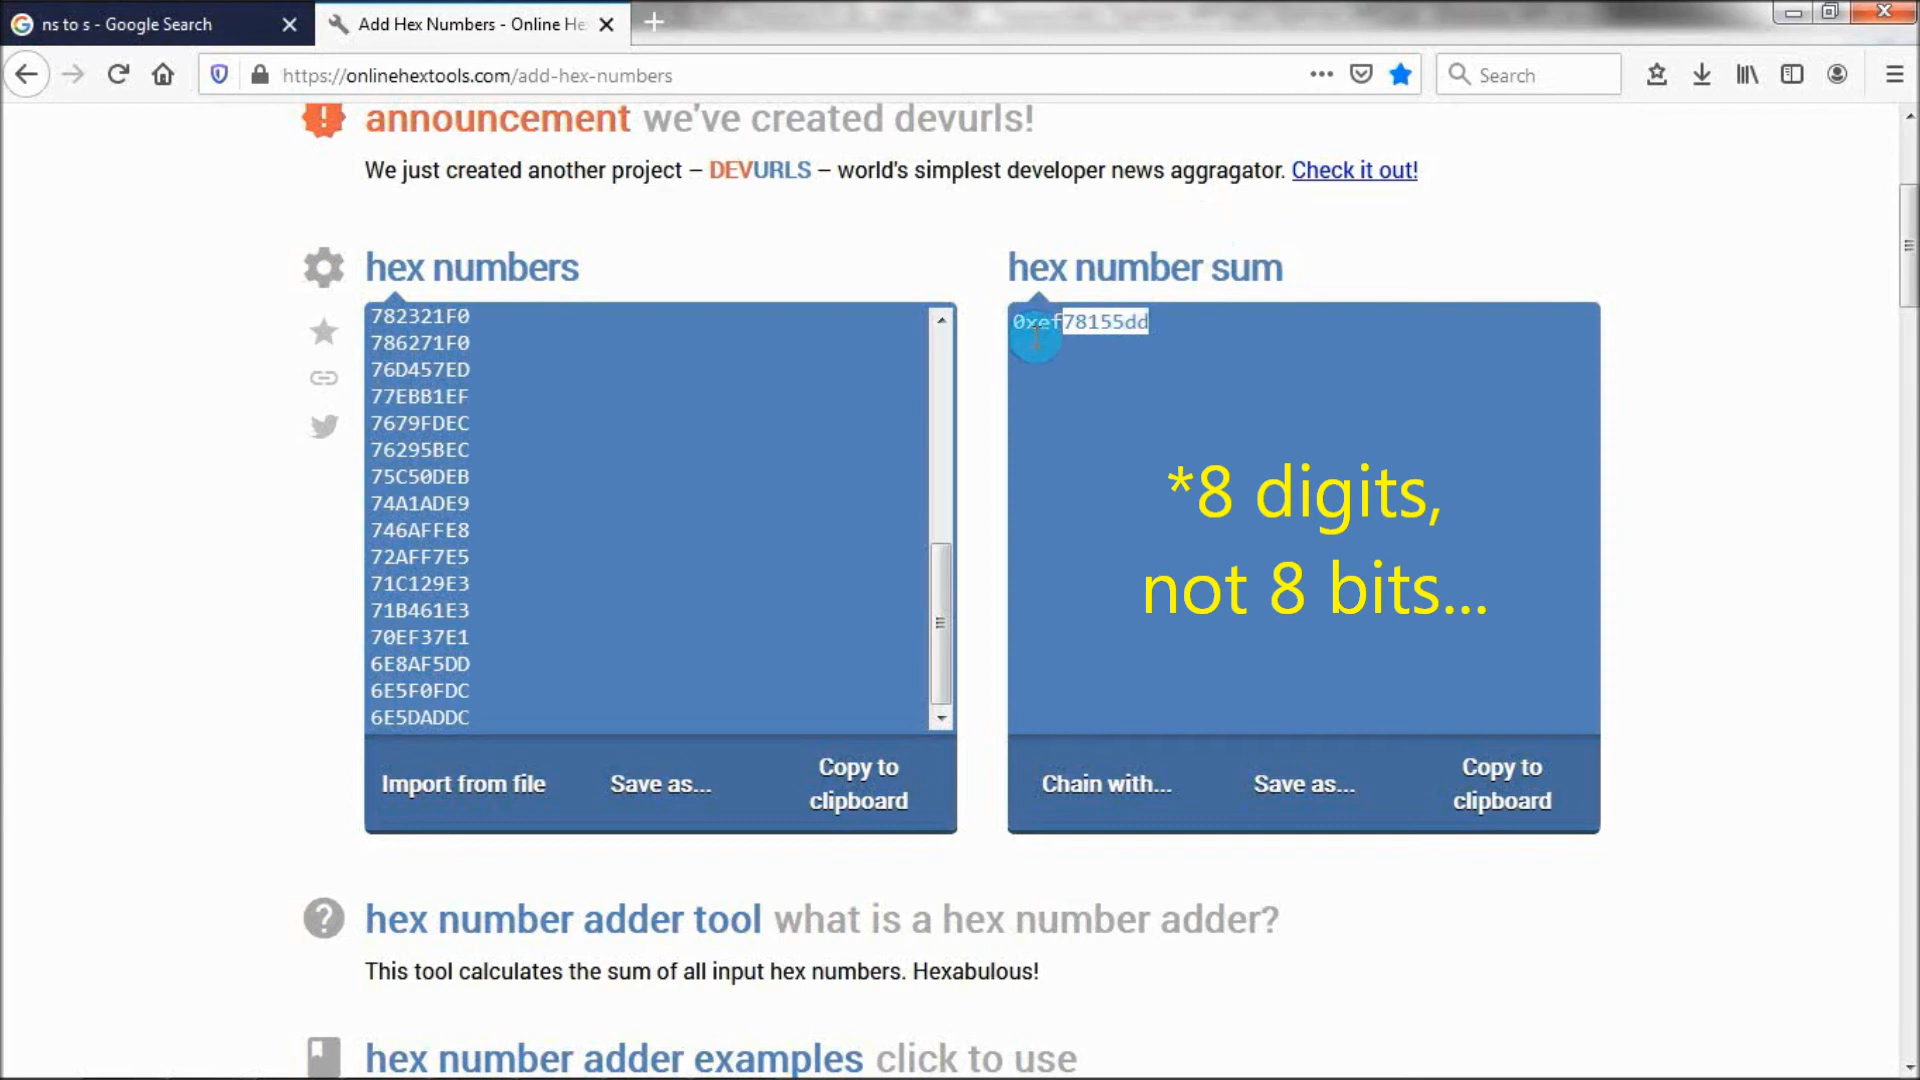 ns to s - Google Search
Add Hex Numbers - Online He
https://onlinehextools.com/add-hex-numbers
Search
announcement we've created devurls!
We just created another project – DEVURLS – world's simplest developer news aggragator. Check it out!
hex numbers
782321F0
786271F0
76D457ED
77EBB1EF
7679FDEC
76295BEC
75C50DEB
74A1ADE9
746AFFE8
72AFF7E5
71C129E3
71B461E3
70EF37E1
6E8AF5DD
6E5F0FDC
6E5DADDC
Import from file
Save as...
Copy to
clipboard
hex number sum
0xef78155dd
*8 digits,
not 8 bits...
Chain with...
Save as...
Copy to
clipboard
hex number adder tool what is a hex number adder?
This tool calculates the sum of all input hex numbers. Hexabulous!
hex number adder examples click to use